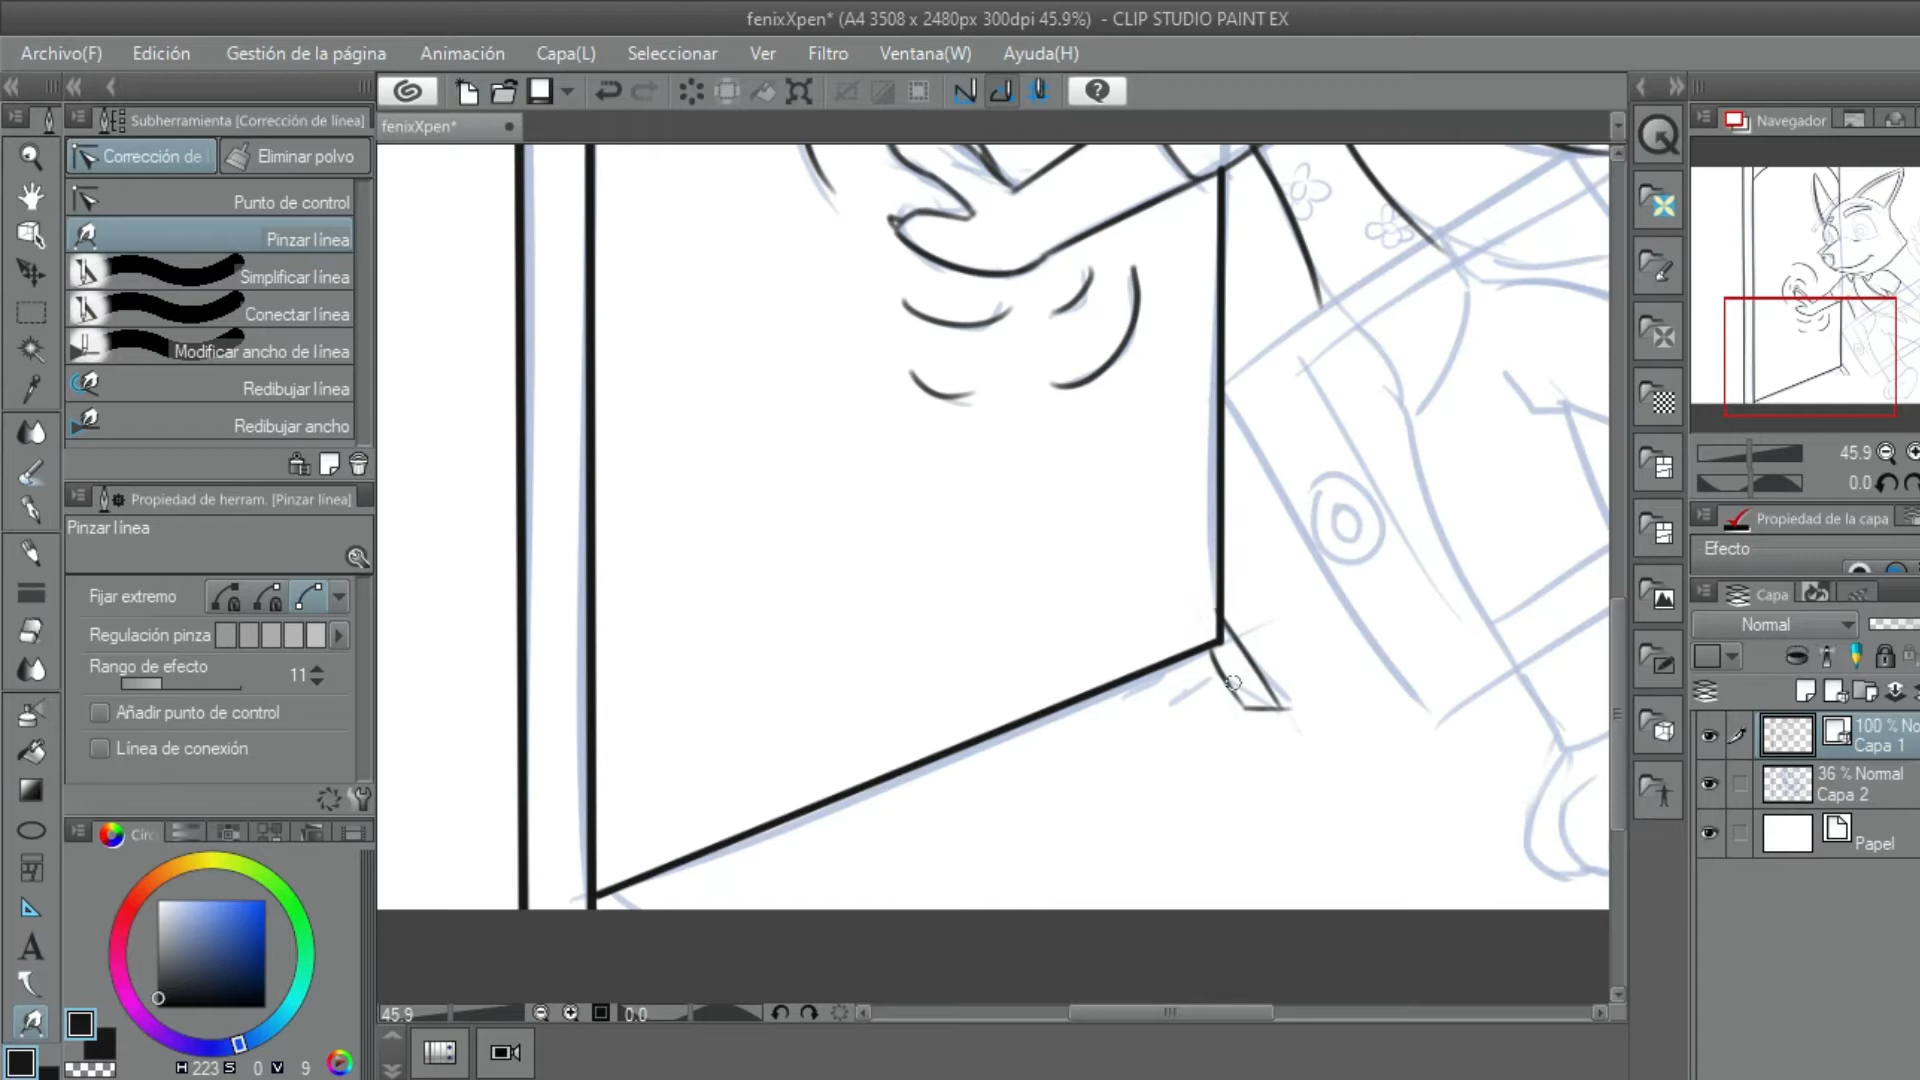 fenixXpen* (A4 3508 x 2480px 300dpi 45.9%) - CLIP STUDIO PAINT EX
Archivo(F) Edición Gestión de la página Animación Capa(L) Seleccionar Ver Filtro Ventana(W) Ayuda(H)
Subherramienta [Corrección de línea]
fenixXpen*
Navegador
Corrección de
Eliminar polvo
Punto de control
Pinzar línea
Simplificar línea
Conectar línea
Modificar ancho de línea
Redibujar línea
Redibujar ancho
45.9
0.0
Propiedad de herram. [Pinzar línea]
Propiedad de la capa
Pinzar línea
Efecto
Fijar extremo
Capa
Regulación pinza
Normal
Rango de efecto
11
Añadir punto de control
100 % No
Capa 1
Línea de conexión
36 % Normal
Capa 2
Circ
Papel
45.9
0.0
H 223 S 0 V 9